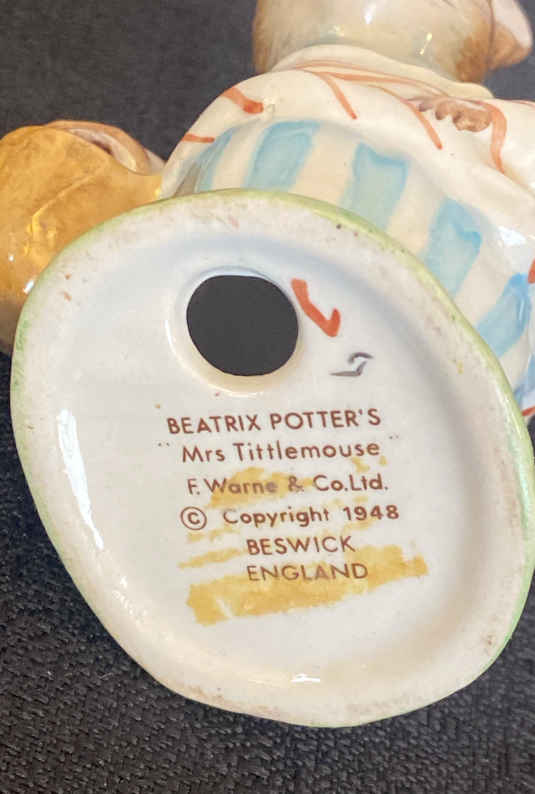 BEATRIX POTTER'S
"Mrs Tittlemouse"
F. Warne & Co.Ltd.
© Copyright 1948
BESWICK
ENGLAND